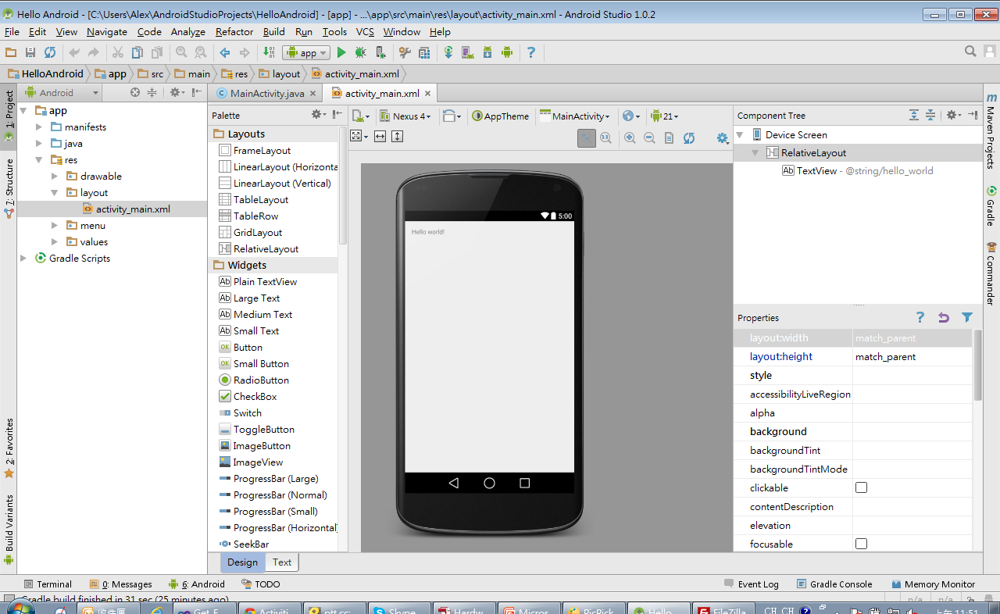 Hello Android - [C:\Users\Alex\AndroidStudioProjects\HelloAndroid] - [app] - ...\app\src\main\res\layout\activity_main.xml - Android Studio 1.0.2
File Edit View Navigate Code Analyze Refactor Build Run Tools VCS Window Help
app
HelloAndroid app src main res layout activity_main.xml
Android
MainActivity.java activity_main.xml
1: Project
7: Structure
2: Favorites
Build Variants
app
manifests
java
res
drawable
layout
activity_main.xml
menu
values
Gradle Scripts
Palette
Layouts
FrameLayout
LinearLayout (Horizonta
LinearLayout (Vertical)
TableLayout
TableRow
GridLayout
RelativeLayout
Widgets
Plain TextView
Large Text
Medium Text
Small Text
Button
Small Button
RadioButton
CheckBox
Switch
ToggleButton
ImageButton
ImageView
ProgressBar (Large)
ProgressBar (Normal)
ProgressBar (Small)
ProgressBar (Horizontal
SeekBar
Nexus 4 AppTheme MainActivity 21
5:00
Hello world!
Design Text
Component Tree
Device Screen
RelativeLayout
TextView - @string/hello_world
Properties
layout:width match_parent
layout:height match_parent
style
accessibilityLiveRegion
alpha
background
backgroundTint
backgroundTintMode
clickable
contentDescription
elevation
focusable
Maven Projects
Gradle
Commander
Terminal 0: Messages 6: Android TODO Event Log Gradle Console Memory Monitor
Gradle build finished in 31 sec (25 minutes ago) n/a n/a
收件匣 Get F Activiti ptt.cc Skype Hardw Micros PicPick Hello FileZilla CH CH 上午 11:51